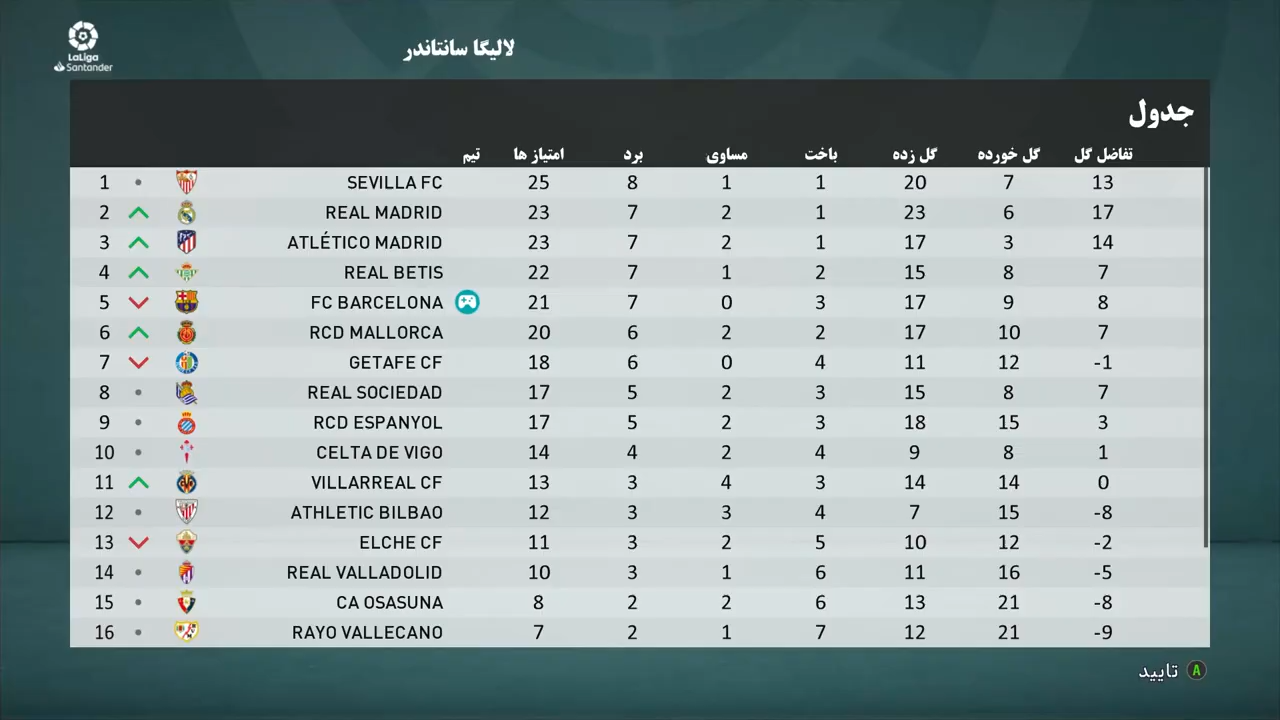 LaLiga
Santander
لالیگا سانتاندر
جدول
تیم امتیاز ها برد مساوی باخت گل زده گل خورده تفاضل گل
1 SEVILLA FC 25 8 1 1 20 7 13
2 REAL MADRID 23 7 2 1 23 6 17
3 ATLÉTICO MADRID 23 7 2 1 17 3 14
4 REAL BETIS 22 7 1 2 15 8 7
5 FC BARCELONA 21 7 0 3 17 9 8
6 RCD MALLORCA 20 6 2 2 17 10 7
7 GETAFE CF 18 6 0 4 11 12 -1
8 REAL SOCIEDAD 17 5 2 3 15 8 7
9 RCD ESPANYOL 17 5 2 3 18 15 3
10 CELTA DE VIGO 14 4 2 4 9 8 1
11 VILLARREAL CF 13 3 4 3 14 14 0
12 ATHLETIC BILBAO 12 3 3 4 7 15 -8
13 ELCHE CF 11 3 2 5 10 12 -2
14 REAL VALLADOLID 10 3 1 6 11 16 -5
15 CA OSASUNA 8 2 2 6 13 21 -8
16 RAYO VALLECANO 7 2 1 7 12 21 -9
تایید A